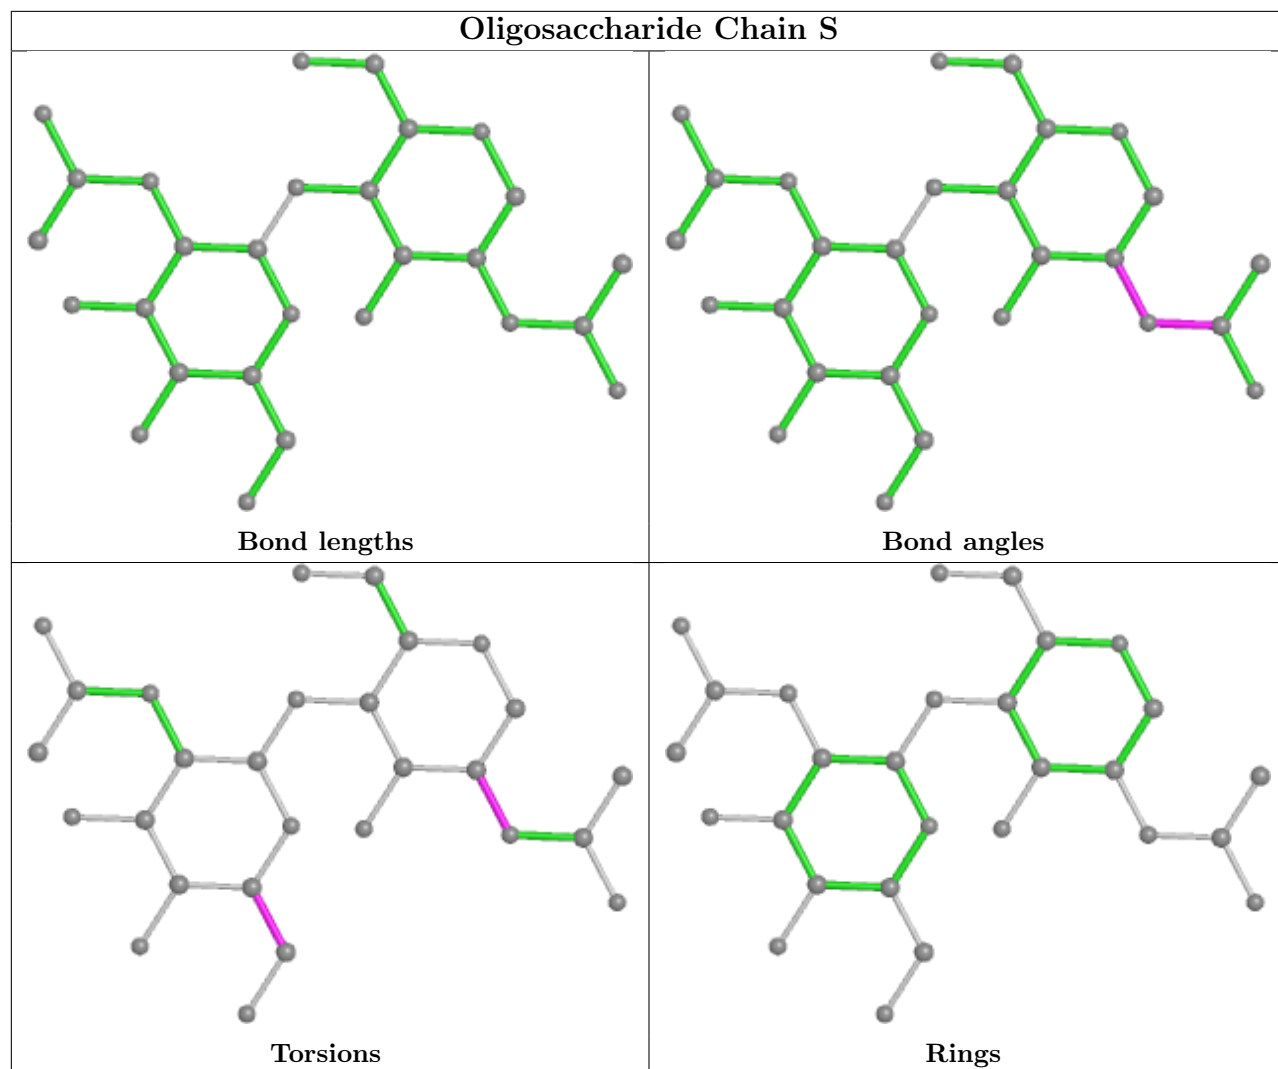 Oligosaccharide Chain S
Bond lengths
Bond angles
Torsions
Rings